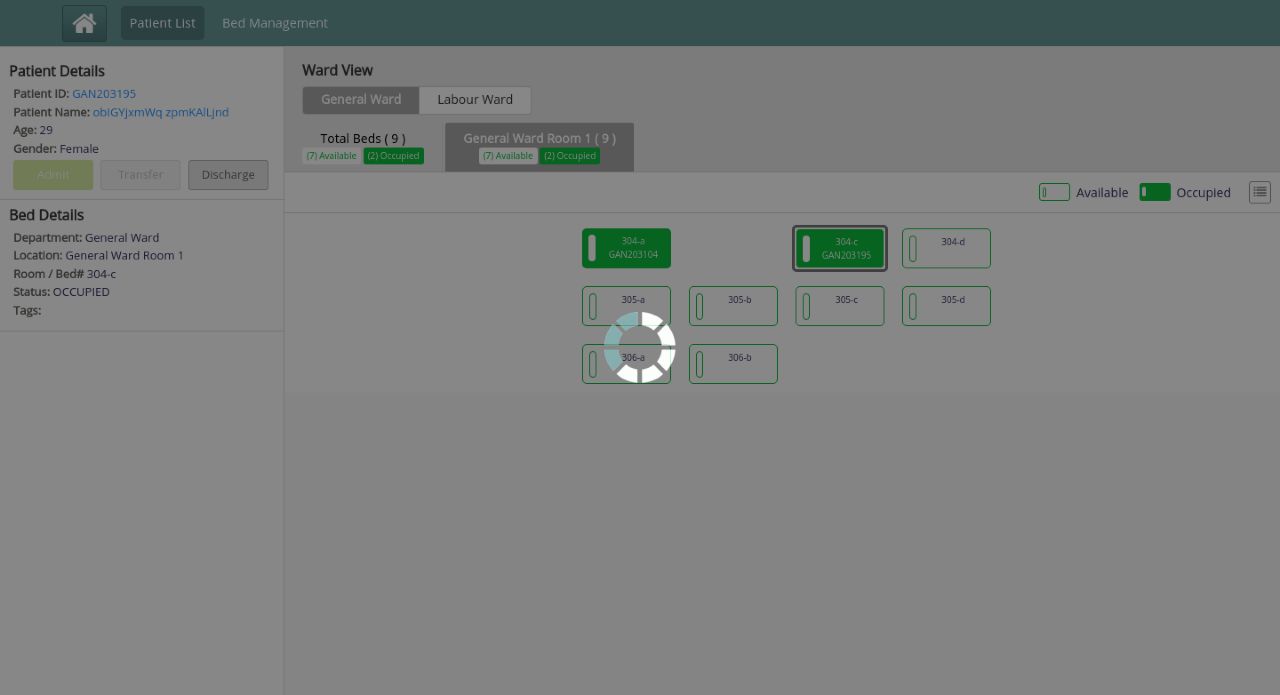 Patient List Bed Management
Patient Details
Patient ID: GAN203195
Patient Name: obIGYjxmWq zpmKAlLjnd
Age: 29
Gender: Female
Admit Transfer Discharge
Bed Details
Department: General Ward
Location: General Ward Room 1
Room / Bed# 304-c
Status: OCCUPIED
Tags:
Ward View
General Ward Labour Ward
Total Beds ( 9 )
(7) Available (2) Occupied
General Ward Room 1 ( 9 )
(7) Available (2) Occupied
Available Occupied
304-a
GAN203104
304-c
GAN203195
304-d
305-a 305-b 305-c 305-d
306-a 306-b